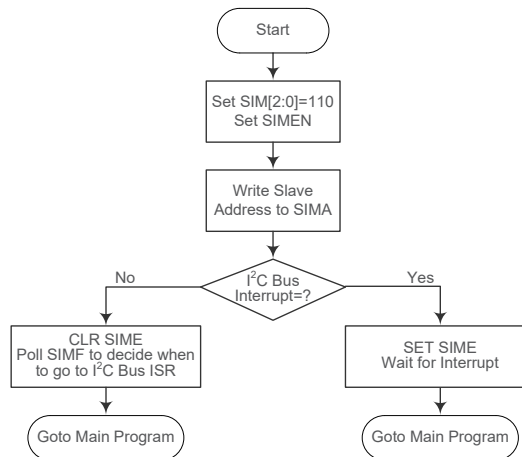 Start
Set SIM[2:0]=110
Set SIMEN
Write Slave
Address to SIMA
I²C Bus
Interrupt=?
No
Yes
CLR SIME
Poll SIMF to decide when
to go to I²C Bus ISR
SET SIME
Wait for Interrupt
Goto Main Program
Goto Main Program